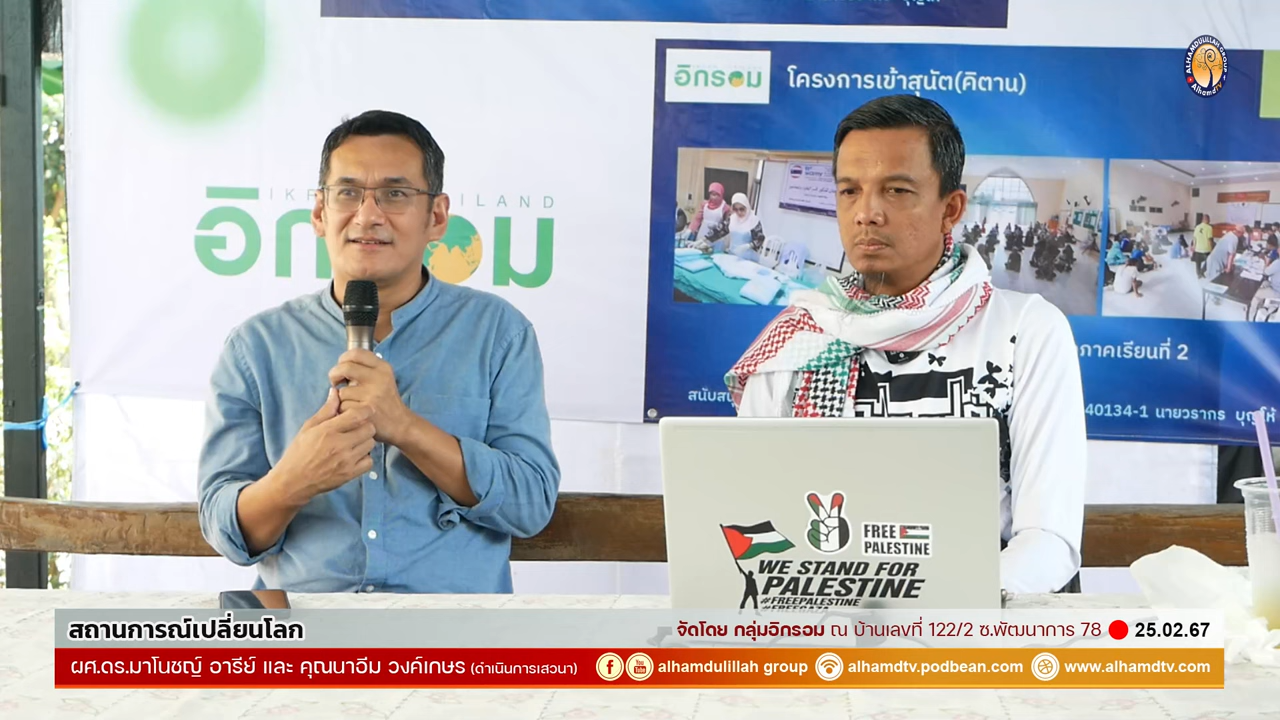 อิกรอม
โครงการเข้าสุนัต(คิตาน)
ALHAMDULILLAH GROUP
AlhamdTV
อิกรอม
ภาคเรียนที่ 2
40134-1 นายวรากร
FREE
PALESTINE
WE STAND FOR
PALESTINE
#FREEPALESTINE
#FREEGAZA
สถานการณ์เปลี่ยนโลก
จัดโดย กลุ่มอิกรอม ณ บ้านเลขที่ 122/2 ซ.พัฒนาการ 78
25.02.67
ผศ.ดร.มาโนชญ์ อารีย์ และ คุณนาอีม วงค์เกษร (ดำเนินการเสวนา)
alhamdulillah group
alhamdtv.podbean.com
www.alhamdtv.com